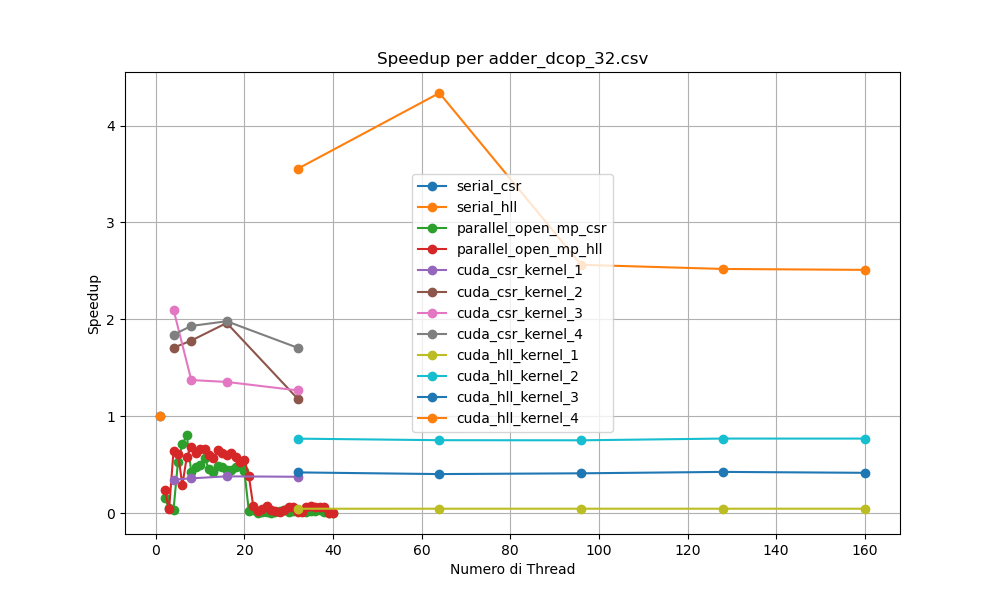 Speedup per adder_dcop_32.csv
Speedup
4
3
2
1
0
serial_csr
serial_hll
parallel_open_mp_csr
parallel_open_mp_hll
cuda_csr_kernel_1
cuda_csr_kernel_2
cuda_csr_kernel_3
cuda_csr_kernel_4
cuda_hll_kernel_1
cuda_hll_kernel_2
cuda_hll_kernel_3
cuda_hll_kernel_4
0 20 40 60 80 100 120 140 160
Numero di Thread